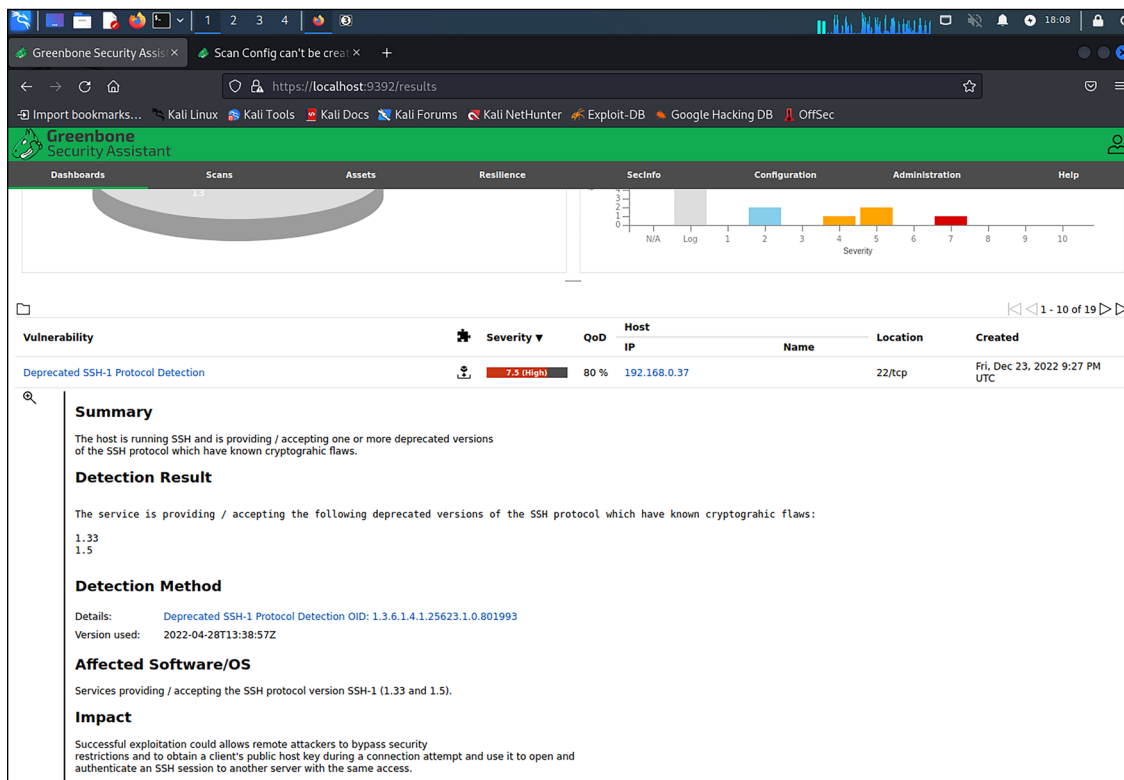 1 2 3 4
18:08
Greenbone Security Assis
Scan Config can't be creat
https://localhost:9392/results
Import bookmarks... Kali Linux Kali Tools Kali Docs Kali Forums Kali NetHunter Exploit-DB Google Hacking DB OffSec
Greenbone
Security Assistant
Dashboards Scans Assets Resilience SecInfo Configuration Administration Help
13
4
3
2
1
0
N/A Log 1 2 3 4 5 6 7 8 9 10
Severity
1 - 10 of 19
Vulnerability Severity ▼ QoD Host Location Created
IP Name
Deprecated SSH-1 Protocol Detection 7.5 (High) 80 % 192.168.0.37 22/tcp Fri, Dec 23, 2022 9:27 PM
UTC
Summary
The host is running SSH and is providing / accepting one or more deprecated versions
of the SSH protocol which have known cryptograhic flaws.
Detection Result
The service is providing / accepting the following deprecated versions of the SSH protocol which have known cryptograhic flaws:
1.33
1.5
Detection Method
Details: Deprecated SSH-1 Protocol Detection OID: 1.3.6.1.4.1.25623.1.0.801993
Version used: 2022-04-28T13:38:57Z
Affected Software/OS
Services providing / accepting the SSH protocol version SSH-1 (1.33 and 1.5).
Impact
Successful exploitation could allows remote attackers to bypass security
restrictions and to obtain a client's public host key during a connection attempt and use it to open and
authenticate an SSH session to another server with the same access.